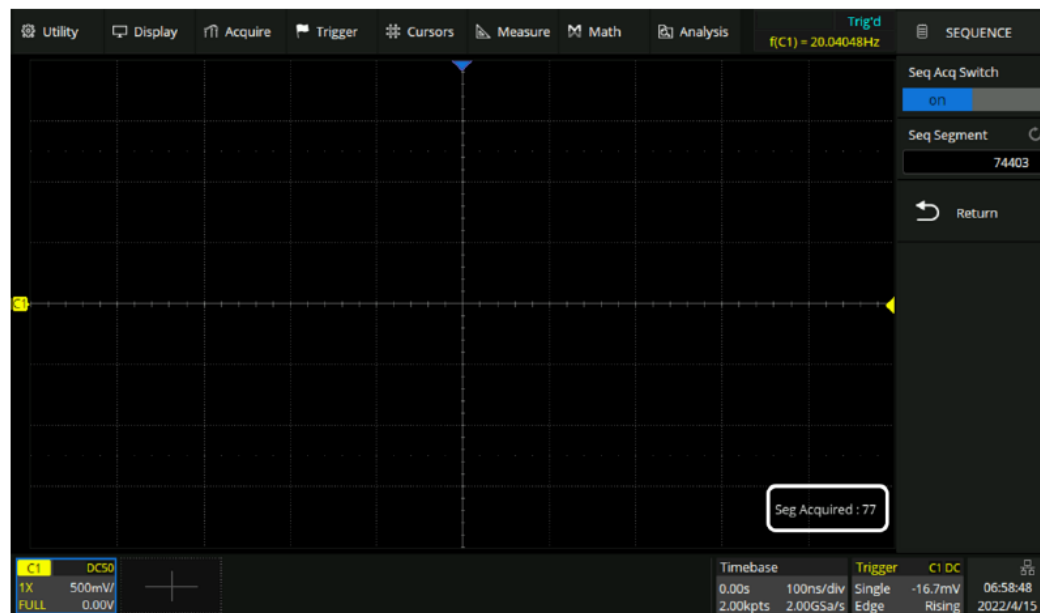 Utility Display Acquire Trigger Cursors Measure Math Analysis
Trig'd
f(C1) = 20.04048Hz
SEQUENCE
Seq Acq Switch
on
Seq Segment
74403
Return
C1
Seg Acquired : 77
C1 DC50
1X 500mV/
FULL 0.00V
Timebase
0.00s 100ns/div
2.00kpts 2.00GSa/s
Trigger C1 DC
Single -16.7mV
Edge Rising
06:58:48
2022/4/15